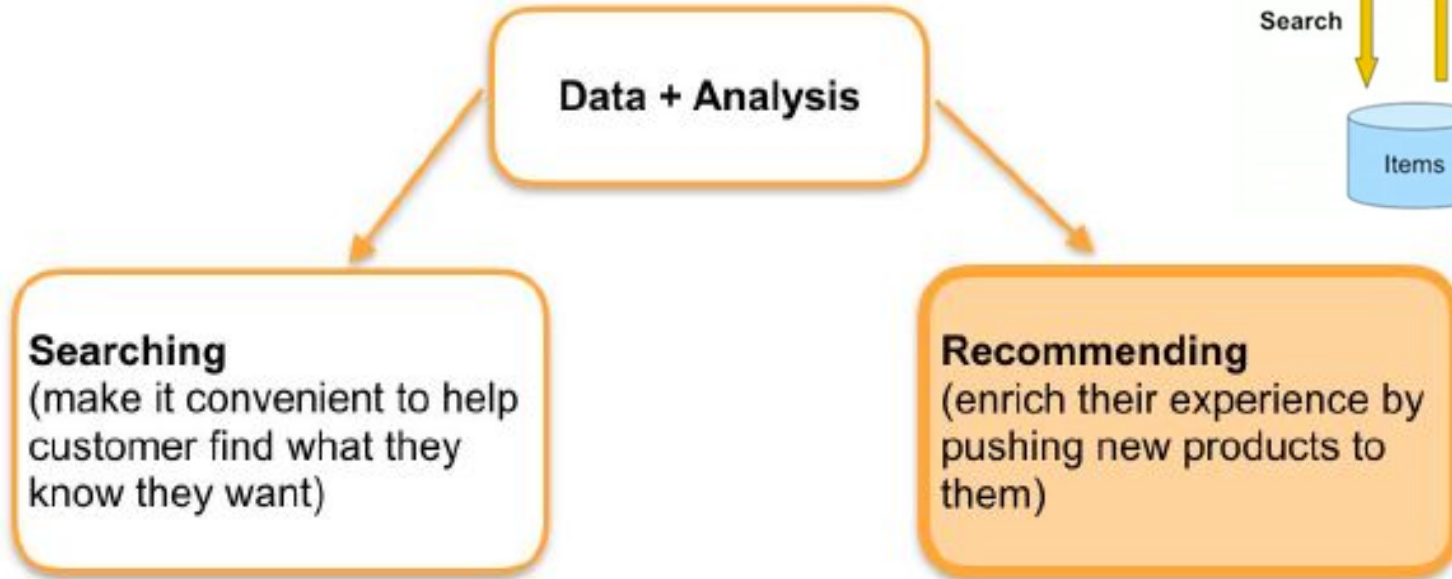 Search
Items
Data + Analysis
Searching
(make it convenient to help
customer find what they
know they want)
Recommending
(enrich their experience by
pushing new products to
them)